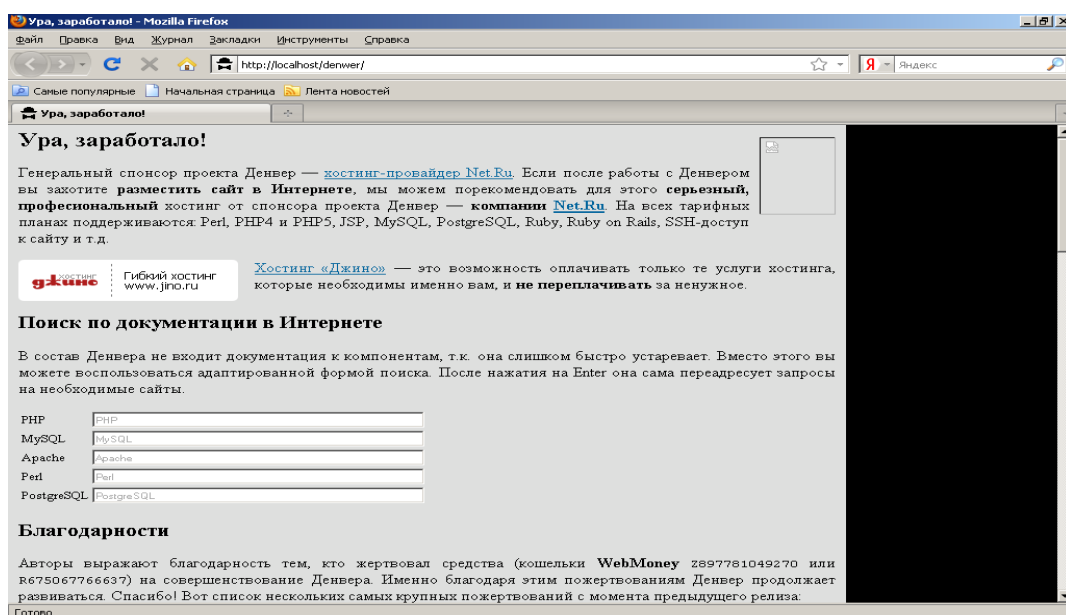 Ура, заработало! - Mozilla Firefox
Файл Правка Вид Журнал Закладки Инструменты Справка
http://localhost/denwer/ Я Яндекс
Самые популярные Начальная страница Лента новостей
Ура, заработало!
Ура, заработало!
Генеральный спонсор проекта Денвер — хостинг-провайдер Net.Ru. Если после работы с Денвером
вы захотите разместить сайт в Интернете, мы можем порекомендовать для этого серьезный,
професиональный хостинг от спонсора проекта Денвер — компании Net.Ru. На всех тарифных
планах поддерживаются: Perl, PHP4 и PHP5, JSP, MySQL, PostgreSQL, Ruby, Ruby on Rails, SSH-доступ
к сайту и т.д.
хостинг
джино
Гибкий хостинг
www.jino.ru
Хостинг «Джино» — это возможность оплачивать только те услуги хостинга,
которые необходимы именно вам, и не переплачивать за ненужное.
Поиск по документации в Интернете
В состав Денвера не входит документация к компонентам, т.к. она слишком быстро устаревает. Вместо этого вы
можете воспользоваться адаптированной формой поиска. После нажатия на Enter она сама переадресует запросы
на необходимые сайты.
PHP PHP
MySQL MySQL
Apache Apache
Perl Perl
PostgreSQL PostgreSQL
Благодарности
Авторы выражают благодарность тем, кто жертвовал средства (кошельки WebMoney Z897781049270 или
R675067766637) на совершенствование Денвера. Именно благодаря этим пожертвованиям Денвер продолжает
развиваться. Спасибо! Вот список нескольких самых крупных пожертвований с момента предыдущего релиза:
Готово